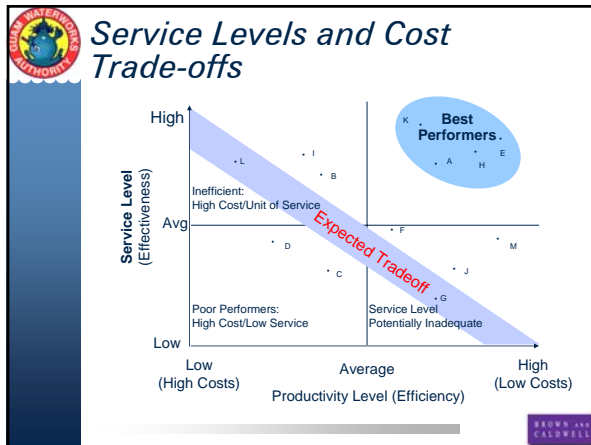 GUAM WATERWORKS
AUTHORITY
Service Levels and Cost
Trade-offs
High
Avg
Low
Service Level
(Effectiveness)
K
Best
Performers
E
A
H
L
I
B
Inefficient:
High Cost/Unit of Service
Expected Tradeoff
F
M
D
C
J
G
Poor Performers:
High Cost/Low Service
Service Level
Potentially Inadequate
Low
(High Costs)
Average
High
(Low Costs)
Productivity Level (Efficiency)
BROWN AND
CALDWELL